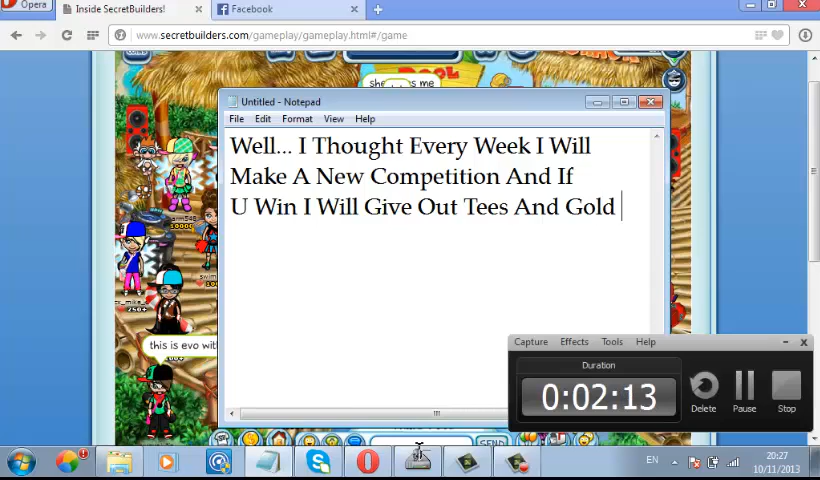 Opera
Inside SecretBuilders!
Facebook
www.secretbuilders.com/gameplay/gameplay.html#/game
Untitled - Notepad
File Edit Format View Help
Well... I Thought Every Week I Will
Make A New Competition And If
U Win I Will Give Out Tees And Gold
this is evo with
Capture Effects Tools Help
Duration
0:02:13
Delete Pause Stop
SEND
EN
20:27
10/11/2013